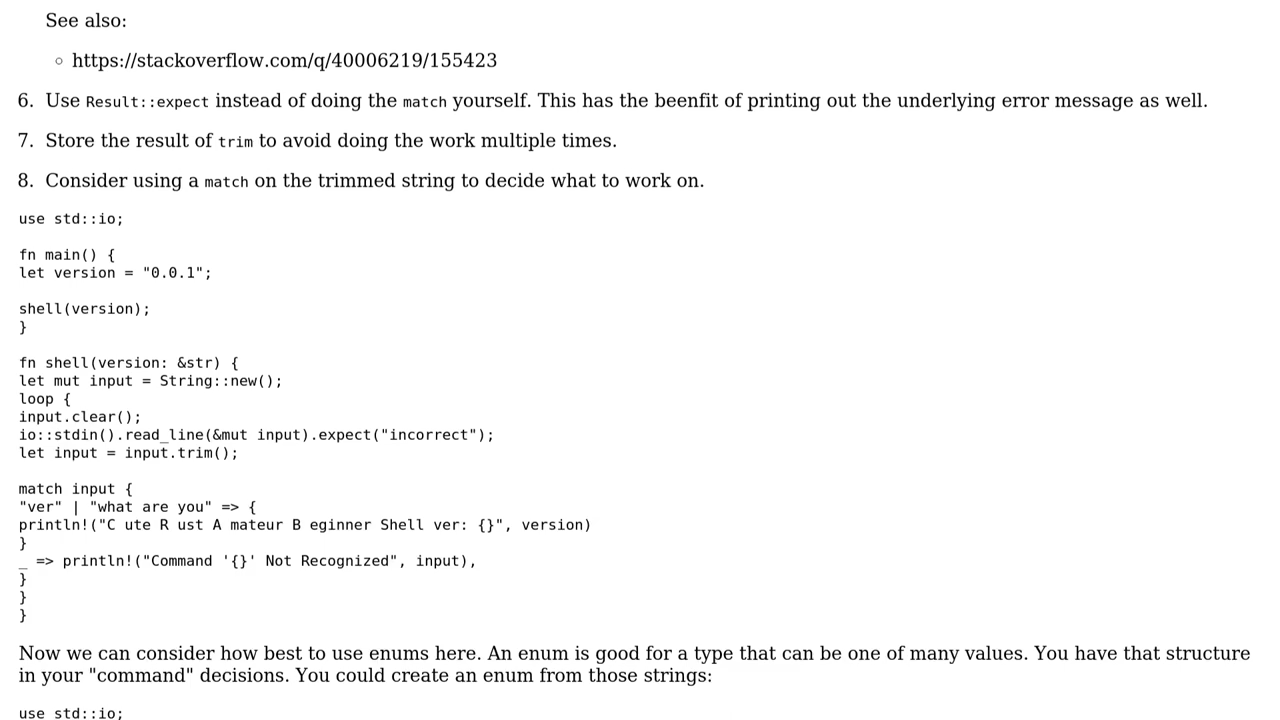 See also:
○ https://stackoverflow.com/q/40006219/155423
6. Use Result::expect instead of doing the match yourself. This has the beenfit of printing out the underlying error message as well.
7. Store the result of trim to avoid doing the work multiple times.
8. Consider using a match on the trimmed string to decide what to work on.
use std::io;
fn main() {
let version = "0.0.1";
shell(version);
}
fn shell(version: &str) {
let mut input = String::new();
loop {
input.clear();
io::stdin().read_line(&mut input).expect("incorrect");
let input = input.trim();
match input {
"ver" | "what are you" => {
println!("C ute R ust A mateur B eginner Shell ver: {}", version)
}
_ => println!("Command '{}' Not Recognized", input),
}
}
}
Now we can consider how best to use enums here. An enum is good for a type that can be one of many values. You have that structure
in your "command" decisions. You could create an enum from those strings:
use std::io;